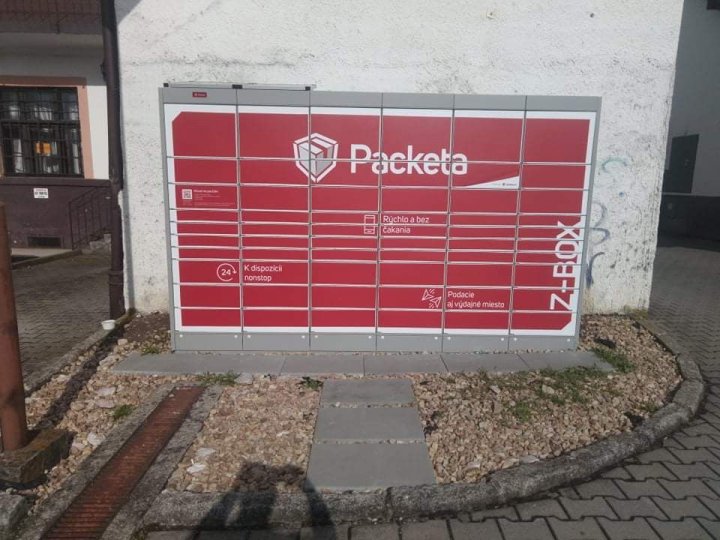 Packeta
Rýchlo a bez
čakania
24
K dispozícii
nonstop
Podacie
aj výdajné miesto
Z-BOX